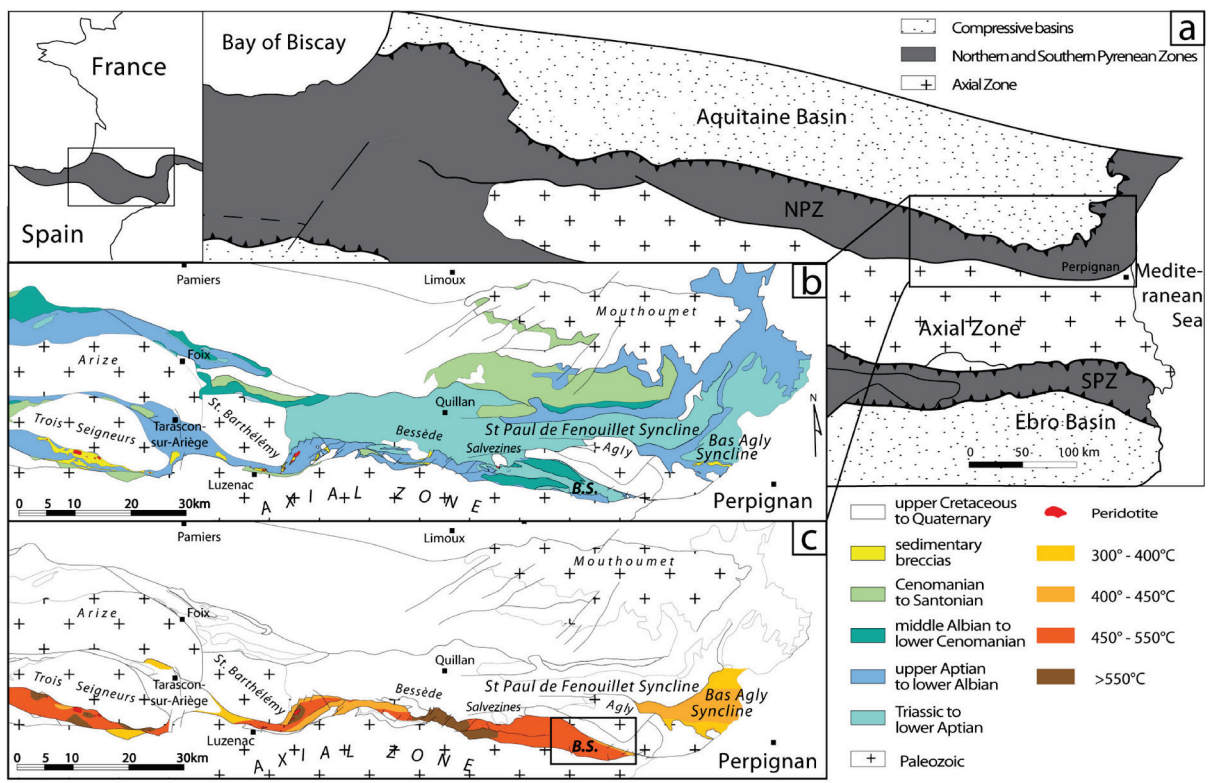 a
France
Spain
Bay of Biscay
Compressive basins
Northern and Southern Pyrenean Zones
Axial Zone
Aquitaine Basin
NPZ
Perpignan
Medite-
ranean
Sea
Axial Zone
SPZ
Ebro Basin
0 50 100 km
b
Pamiers
Limoux
Mouthoumet
Arize
Foix
St. Barthélémy
Quillan
Trois Seigneurs
Tarascon-
sur-Ariège
Bessède
St Paul de Fenouillet Syncline
Salvezines
Agly
Bas Agly
Syncline
N
B.S.
Luzenac
AXIAL ZONE
Perpignan
0 5 10 20 30km
c
Pamiers
Limoux
Mouthoumet
Arize
Foix
St. Barthélémy
Quillan
Trois Seigneurs
Tarascon-
sur-Ariège
Bessède
St Paul de Fenouillet Syncline
Salvezines
Agly
Bas Agly
Syncline
B.S.
Luzenac
AXIAL ZONE
Perpignan
0 5 10 20 30km
upper Cretaceous
to Quaternary
sedimentary
breccias
Cenomanian
to Santonian
middle Albian to
lower Cenomanian
upper Aptian
to lower Albian
Triassic to
lower Aptian
Paleozoic
Peridotite
300° - 400°C
400° - 450°C
450° - 550°C
>550°C